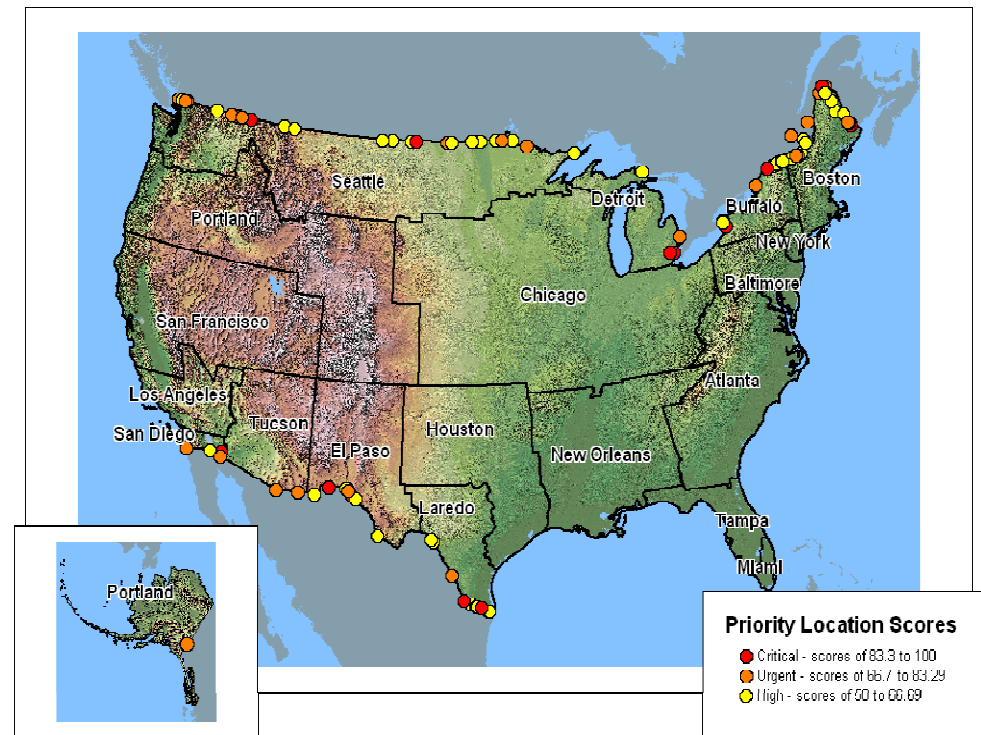 Seattle
Portland
Detroit
Boston
Buffalo
New York
Baltimore
Chicago
San Francisco
Los Angeles
Atlanta
San Diego
Tucson
El Paso
Houston
New Orleans
Laredo
Tampa
Miami
Portland
Priority Location Scores
Critical - scores of 83.3 to 100
Urgent - scores of 66.7 to 83.29
High - scores of 50 to 66.69